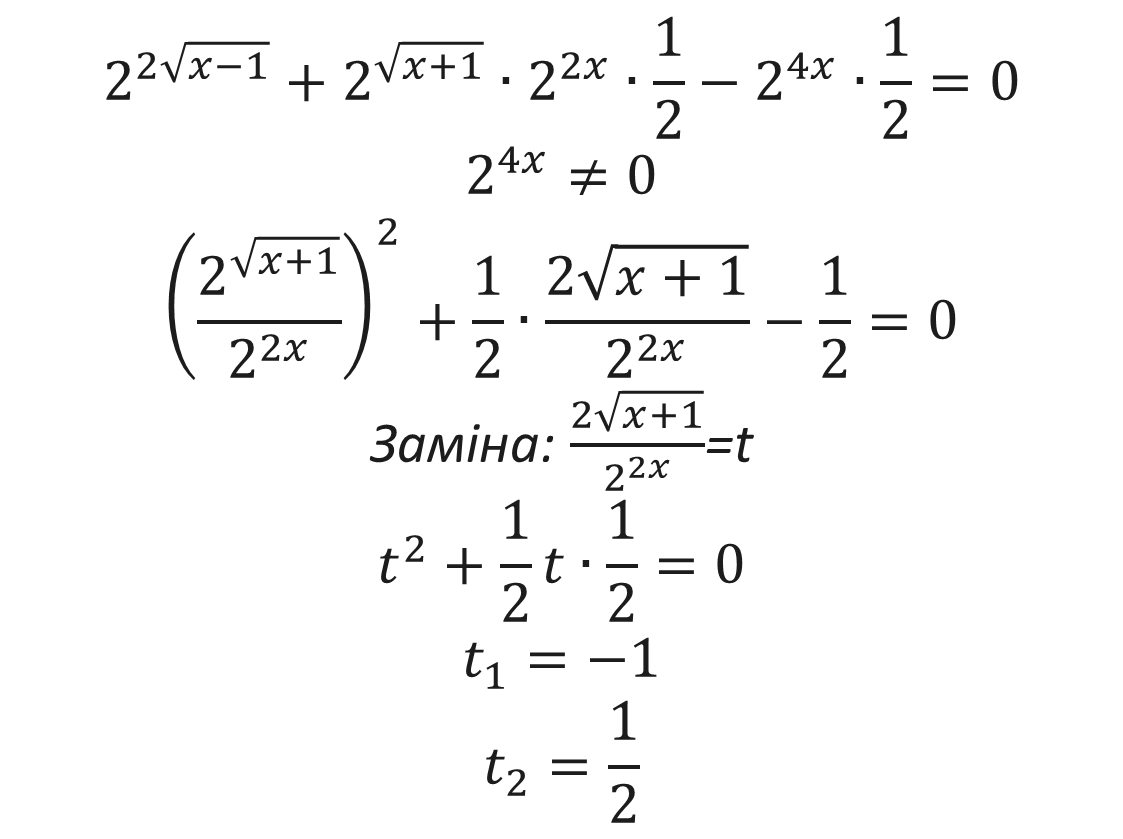 2^{2√(x−1)} + 2^{√(x+1)} · 2^{2x} · 1/2 − 2^{4x} · 1/2 = 0
2^{4x} ≠ 0
(2^{√(x+1)}/2^{2x})^2 + 1/2 · 2√(x+1)/2^{2x} − 1/2 = 0
Заміна: 2√(x+1)/2^{2x}=t
t^2 + 1/2 t · 1/2 = 0
t_1 = −1
t_2 = 1/2